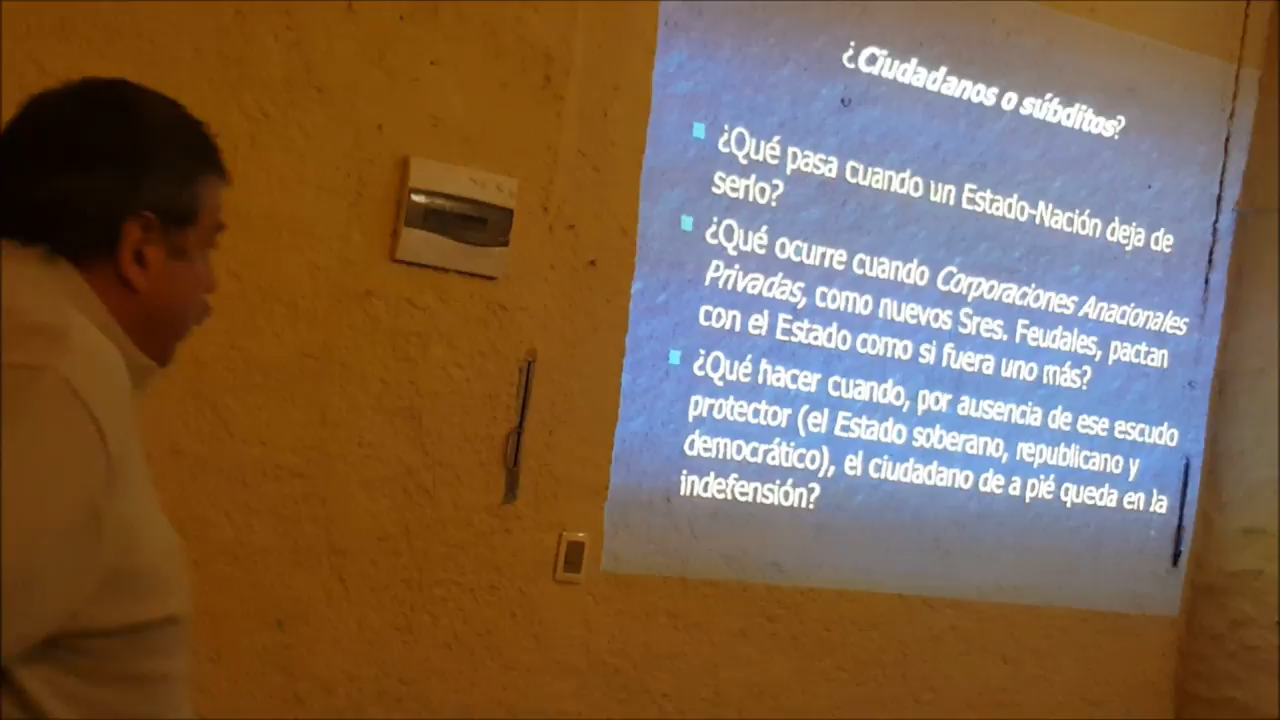 ¿Ciudadanos o súbditos?
¿Qué pasa cuando un Estado-Nación deja de
serlo?
¿Qué ocurre cuando Corporaciones Anacionales
Privadas, como nuevos Sres. Feudales, pactan
con el Estado como si fuera uno más?
¿Qué hacer cuando, por ausencia de ese escudo
protector (el Estado soberano, republicano y
democrático), el ciudadano de a pié queda en la
indefensión?